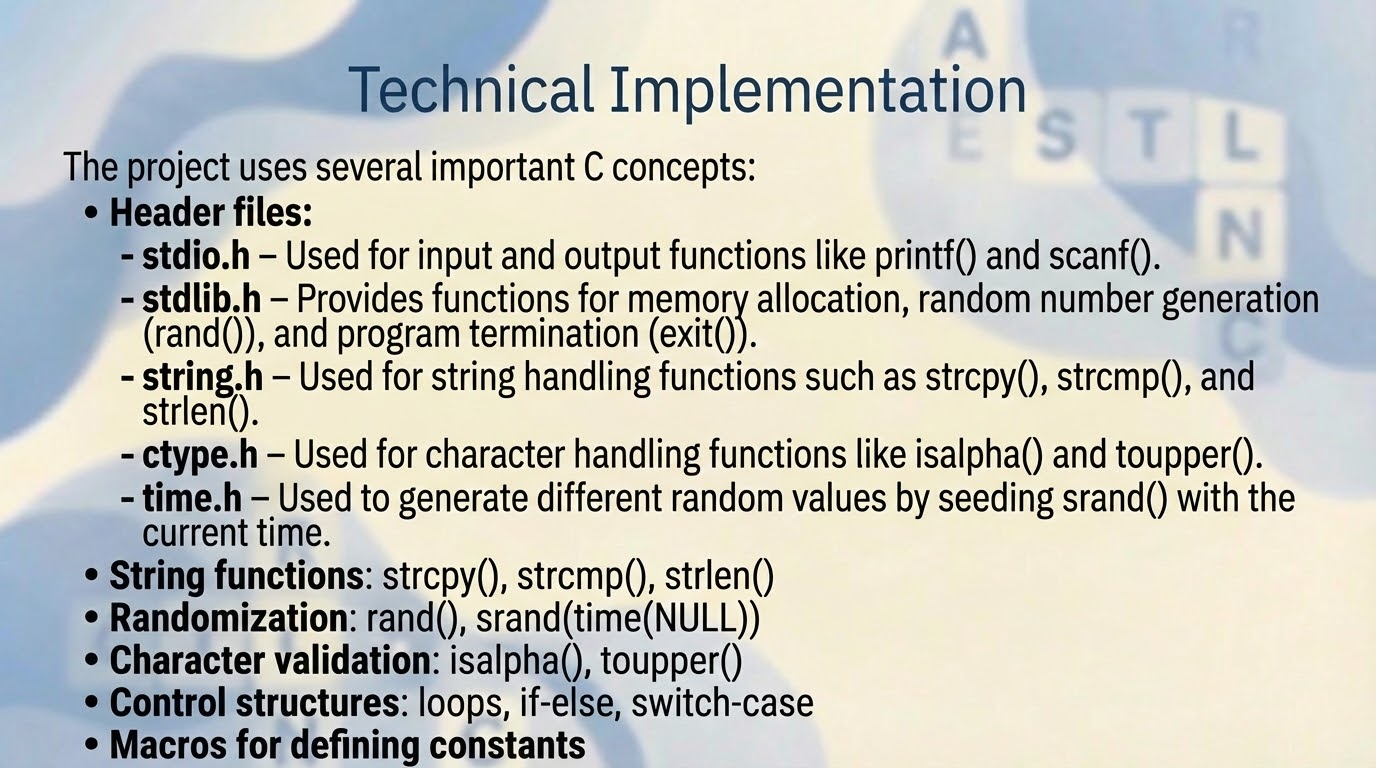 A
R
E S T L
N
C
Technical Implementation
The project uses several important C concepts:
• Header files:
- stdio.h – Used for input and output functions like printf() and scanf().
- stdlib.h – Provides functions for memory allocation, random number generation
(rand()), and program termination (exit()).
- string.h – Used for string handling functions such as strcpy(), strcmp(), and
strlen().
- ctype.h – Used for character handling functions like isalpha() and toupper().
- time.h – Used to generate different random values by seeding srand() with the
current time.
• String functions: strcpy(), strcmp(), strlen()
• Randomization: rand(), srand(time(NULL))
• Character validation: isalpha(), toupper()
• Control structures: loops, if-else, switch-case
• Macros for defining constants